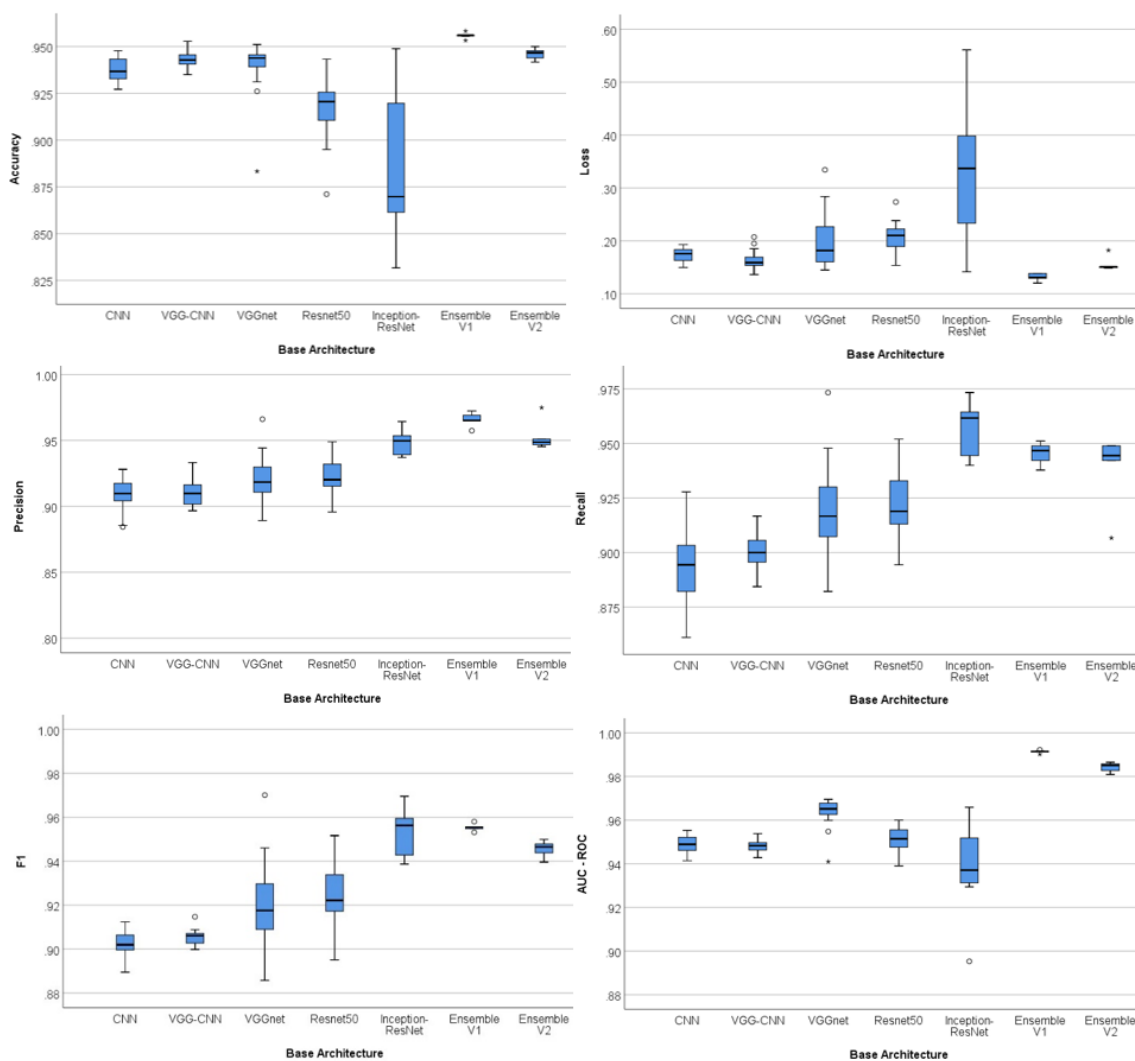 Accuracy
.950
.925
.900
.875
.850
.825
CNN VGG-CNN VGGnet Resnet50 Inception- Ensemble Ensemble
ResNet V1 V2
Base Architecture
Loss
.60
.50
.40
.30
.20
.10
CNN VGG-CNN VGGnet Resnet50 Inception- Ensemble Ensemble
ResNet V1 V2
Base Architecture
Precision
1.00
.95
.90
.85
.80
CNN VGG-CNN VGGnet Resnet50 Inception- Ensemble Ensemble
ResNet V1 V2
Base Architecture
Recall
.975
.950
.925
.900
.875
CNN VGG-CNN VGGnet Resnet50 Inception- Ensemble Ensemble
ResNet V1 V2
Base Architecture
F1
1.00
.98
.96
.94
.92
.90
.88
CNN VGG-CNN VGGnet Resnet50 Inception- Ensemble Ensemble
ResNet V1 V2
Base Architecture
AUC - ROC
1.00
.98
.96
.94
.92
.90
.88
CNN VGG-CNN VGGnet Resnet50 Inception- Ensemble Ensemble
ResNet V1 V2
Base Architecture